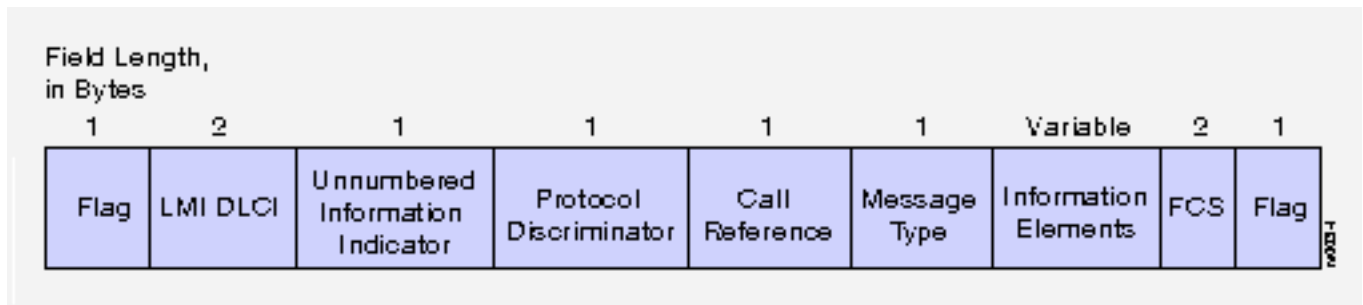 Field Length,
in Bytes
1 2 1 1 1 1 Variable 2 1
Flag
LMI DLCI
Unnumbered
Information
Indicator
Protocol
Discriminator
Call
Reference
Message
Type
Information
Elements
FCS
Flag